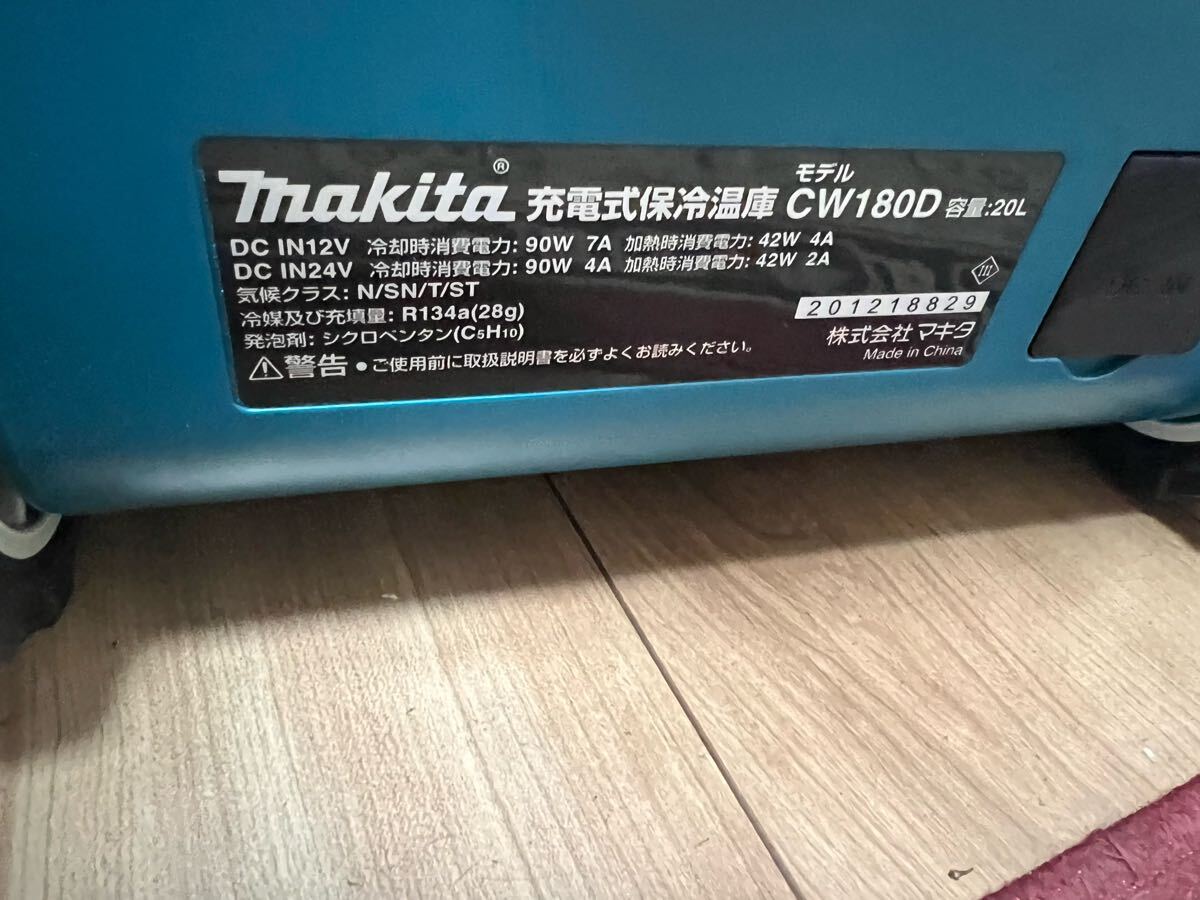 makita® 充電式保冷温庫 モデル CW180D 容量:20L
DC IN12V 冷却時消費電力: 90W 7A 加熱時消費電力: 42W 4A
DC IN24V 冷却時消費電力: 90W 4A 加熱時消費電力: 42W 2A
気候クラス: N/SN/T/ST
冷媒及び充填量: R134a(28g)
発泡剤: シクロペンタン(C5H10)
⚠警告 ●ご使用前に取扱説明書を必ずよくお読みください。
201218829
株式会社マキタ
Made in China